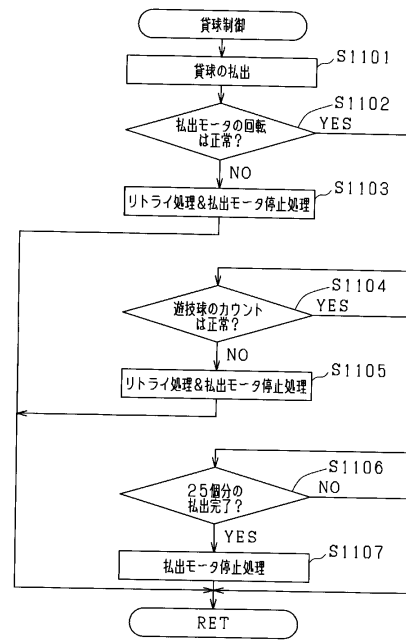 貸球制御
貸球の払出
S1101
払出モータの回転
は正常?
S1102
YES
NO
リトライ処理&払出モータ停止処理
S1103
遊技球のカウント
は正常?
S1104
YES
NO
リトライ処理&払出モータ停止処理
S1105
25個分の
払出完了?
S1106
NO
YES
払出モータ停止処理
S1107
RET